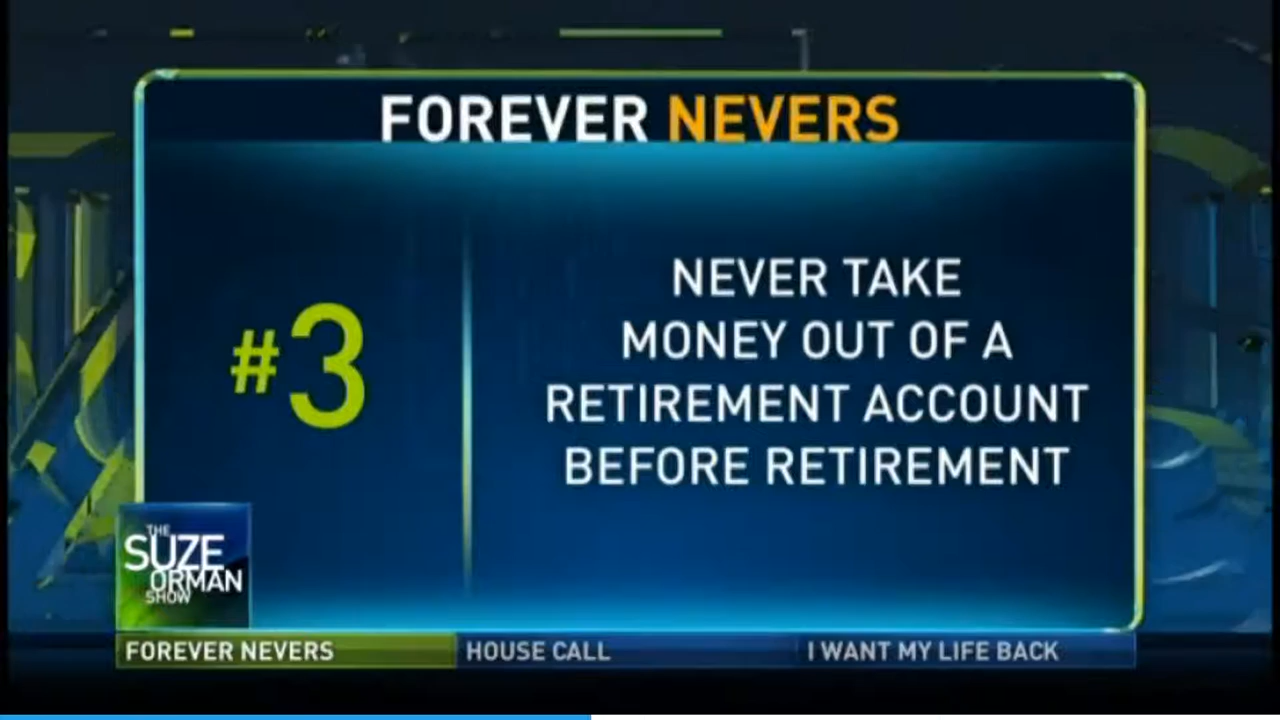 FOREVER NEVERS
#3
NEVER TAKE
MONEY OUT OF A
RETIREMENT ACCOUNT
BEFORE RETIREMENT
THE
SUZE
ORMAN
SHOW
FOREVER NEVERS
HOUSE CALL
I WANT MY LIFE BACK